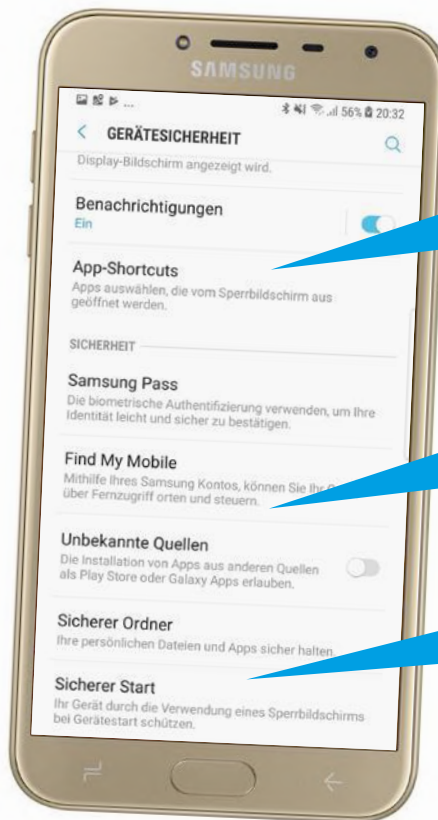 SAMSUNG
... 56% 20:32
< GERÄTESICHERHEIT
Display-Bildschirm angezeigt wird.
Benachrichtigungen
Ein
App-Shortcuts
Apps auswählen, die vom Sperrbildschirm aus
geöffnet werden.
SICHERHEIT
Samsung Pass
Die biometrische Authentifizierung verwenden, um Ihre
Identität leicht und sicher zu bestätigen.
Find My Mobile
Mithilfe Ihres Samsung Kontos, können Sie Ihr
über Fernzugriff orten und steuern.
Unbekannte Quellen
Die Installation von Apps aus anderen Quellen
als Play Store oder Galaxy Apps erlauben.
Sicherer Ordner
Ihre persönlichen Dateien und Apps sicher halten.
Sicherer Start
Ihr Gerät durch die Verwendung eines Sperrbildschirms
bei Gerätestart schützen.